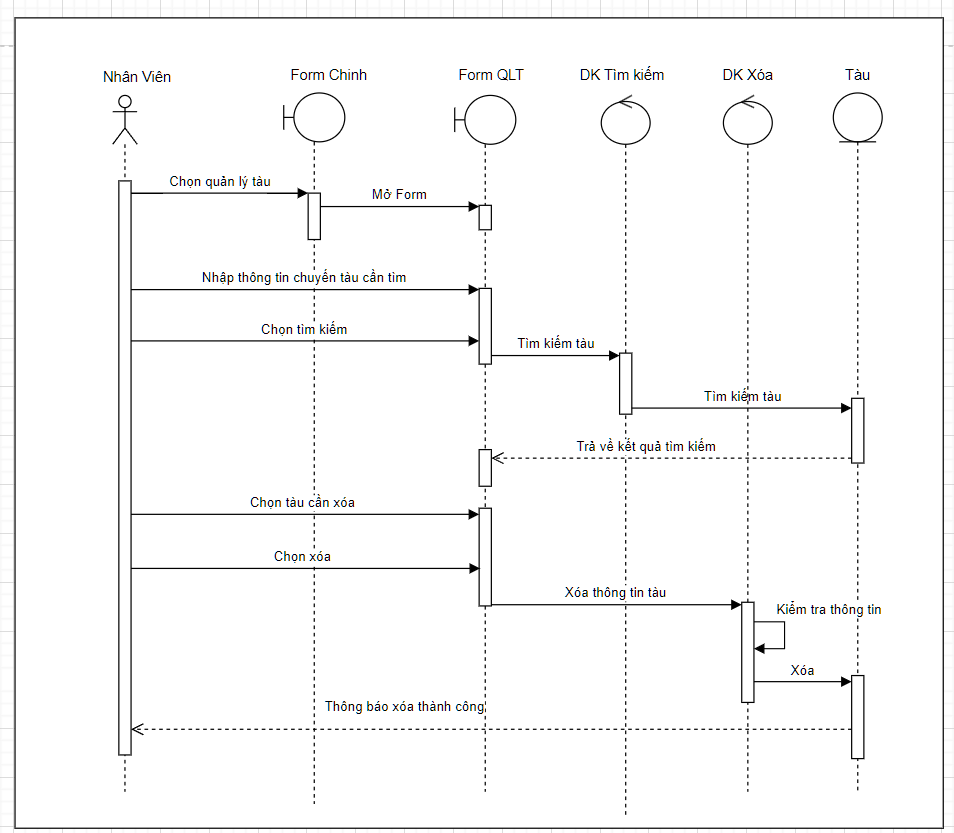 Nhân Viên
Form Chinh
Form QLT
DK Tìm kiếm
DK Xóa
Tàu
Chọn quản lý tàu
Mở Form
Nhập thông tin chuyến tàu cần tìm
Chọn tìm kiếm
Tìm kiếm tàu
Tìm kiếm tàu
Trả về kết quả tìm kiếm
Chọn tàu cần xóa
Chọn xóa
Xóa thông tin tàu
Kiểm tra thông tin
Xóa
Thông báo xóa thành công